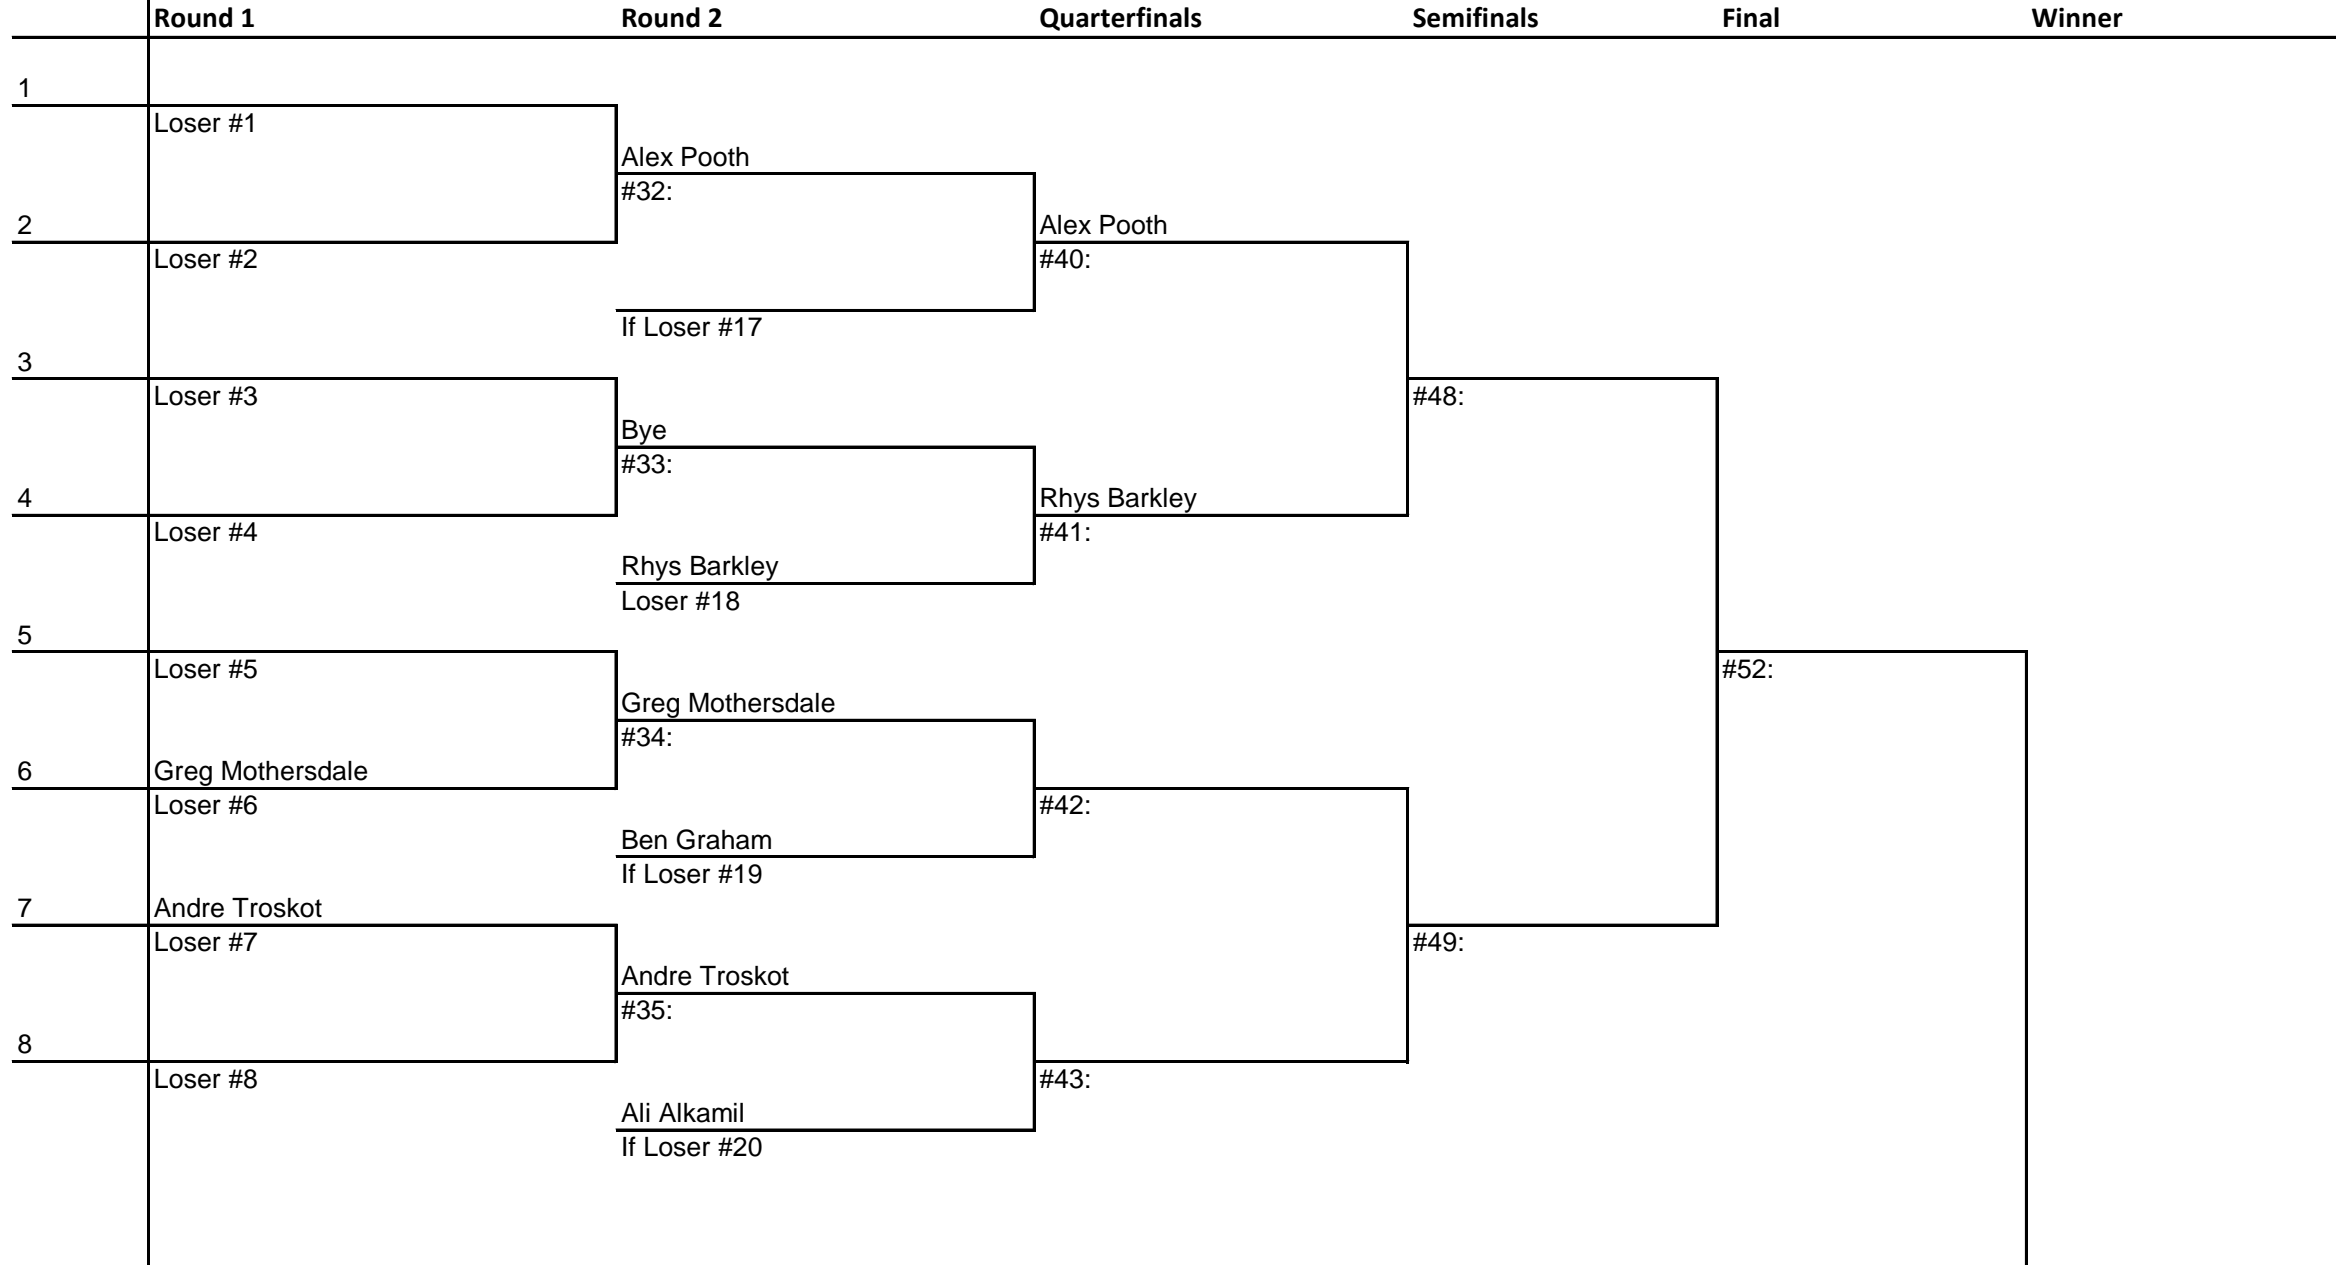 Round 1 Round 2 Quarterfinals Semifinals Final Winner
1
Loser #1
Alex Pooth
#32:
2 Alex Pooth
Loser #2 #40:
If Loser #17
3
Loser #3 #48:
Bye
#33:
4 Rhys Barkley
Loser #4 #41:
Rhys Barkley
Loser #18
5
Loser #5 #52:
Greg Mothersdale
#34:
6 Greg Mothersdale
Loser #6 #42:
Ben Graham
If Loser #19
7 Andre Troskot
Loser #7 #49:
Andre Troskot
#35:
8
Loser #8 #43:
Ali Alkamil
If Loser #20